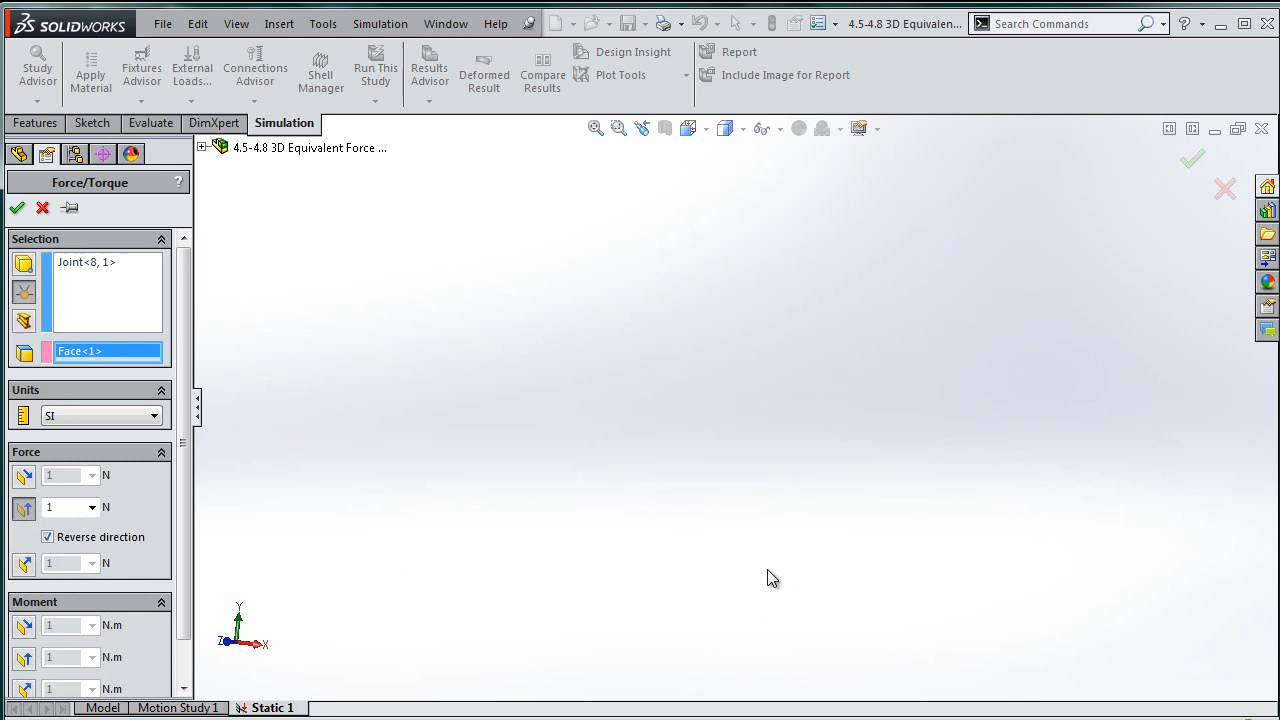 SOLIDWORKS File Edit View Insert Tools Simulation Window Help 4.5-4.8 3D Equivalen... Search Commands ?
Study Advisor
Apply Material
Fixtures Advisor
External Loads...
Connections Advisor
Shell Manager
Run This Study
Results Advisor
Deformed Result
Compare Results
Design Insight
Plot Tools
Report
Include Image for Report
Features Sketch Evaluate DimXpert Simulation
4.5-4.8 3D Equivalent Force ...
Force/Torque ?
Selection
Joint<8, 1>
Face<1>
Units
SI
Force
1 N
1 N
Reverse direction
1 N
Moment
1 N.m
1 N.m
1 N.m
Y
Z X
Model Motion Study 1 Static 1